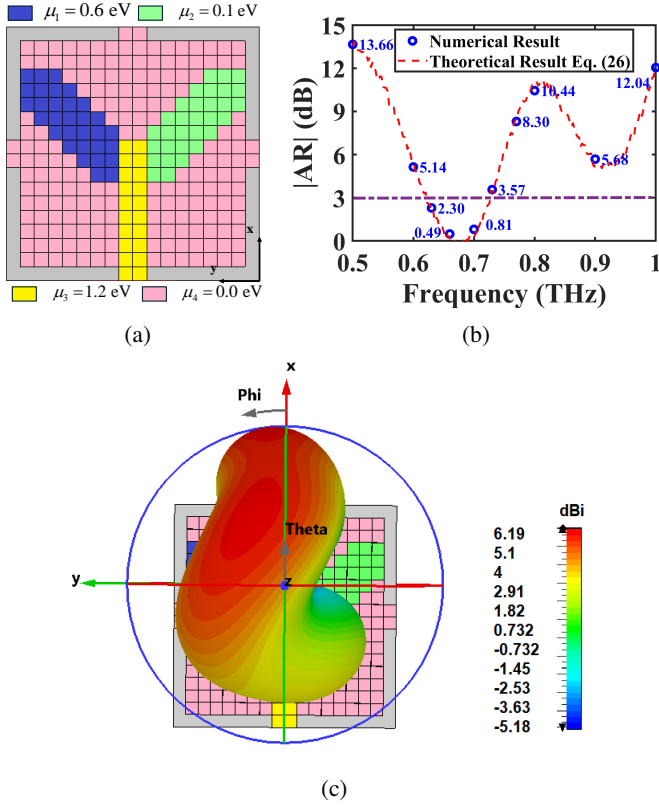 μ₁ = 0.6 eV
μ₂ = 0.1 eV
x
y
μ₃ = 1.2 eV
μ₄ = 0.0 eV
(a)
15
12
9
6
3
0
|AR| (dB)
Numerical Result
Theoretical Result Eq. (26)
13.66
5.14
2.30
0.49
0.81
3.57
8.30
10.44
5.68
12.04
0.5
0.6
0.7
0.8
0.9
1
Frequency (THz)
(b)
x
Phi
Theta
y
z
dBi
6.19
5.1
4
2.91
1.82
0.732
-0.732
-1.45
-2.53
-3.63
-5.18
(c)